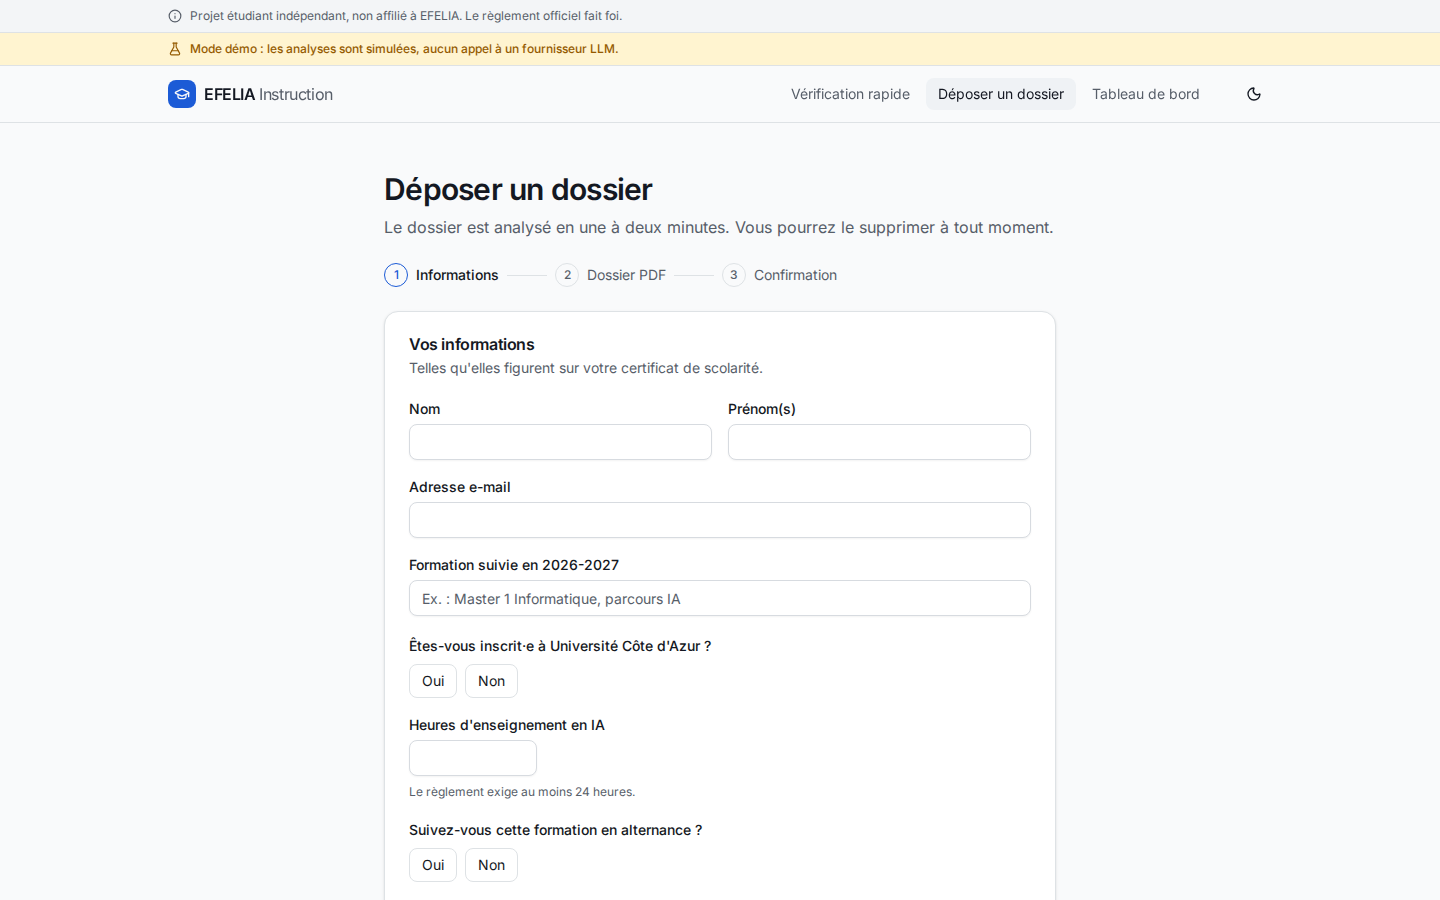 Projet étudiant indépendant, non affilié à EFELIA. Le règlement officiel fait foi.
Mode démo : les analyses sont simulées, aucun appel à un fournisseur LLM.
EFELIA Instruction
Vérification rapide
Déposer un dossier
Tableau de bord
Déposer un dossier
Le dossier est analysé en une à deux minutes. Vous pourrez le supprimer à tout moment.
1 Informations
2 Dossier PDF
3 Confirmation
Vos informations
Telles qu'elles figurent sur votre certificat de scolarité.
Nom
Prénom(s)
Adresse e-mail
Formation suivie en 2026-2027
Ex. : Master 1 Informatique, parcours IA
Êtes-vous inscrit·e à Université Côte d'Azur ?
Oui
Non
Heures d'enseignement en IA
Le règlement exige au moins 24 heures.
Suivez-vous cette formation en alternance ?
Oui
Non